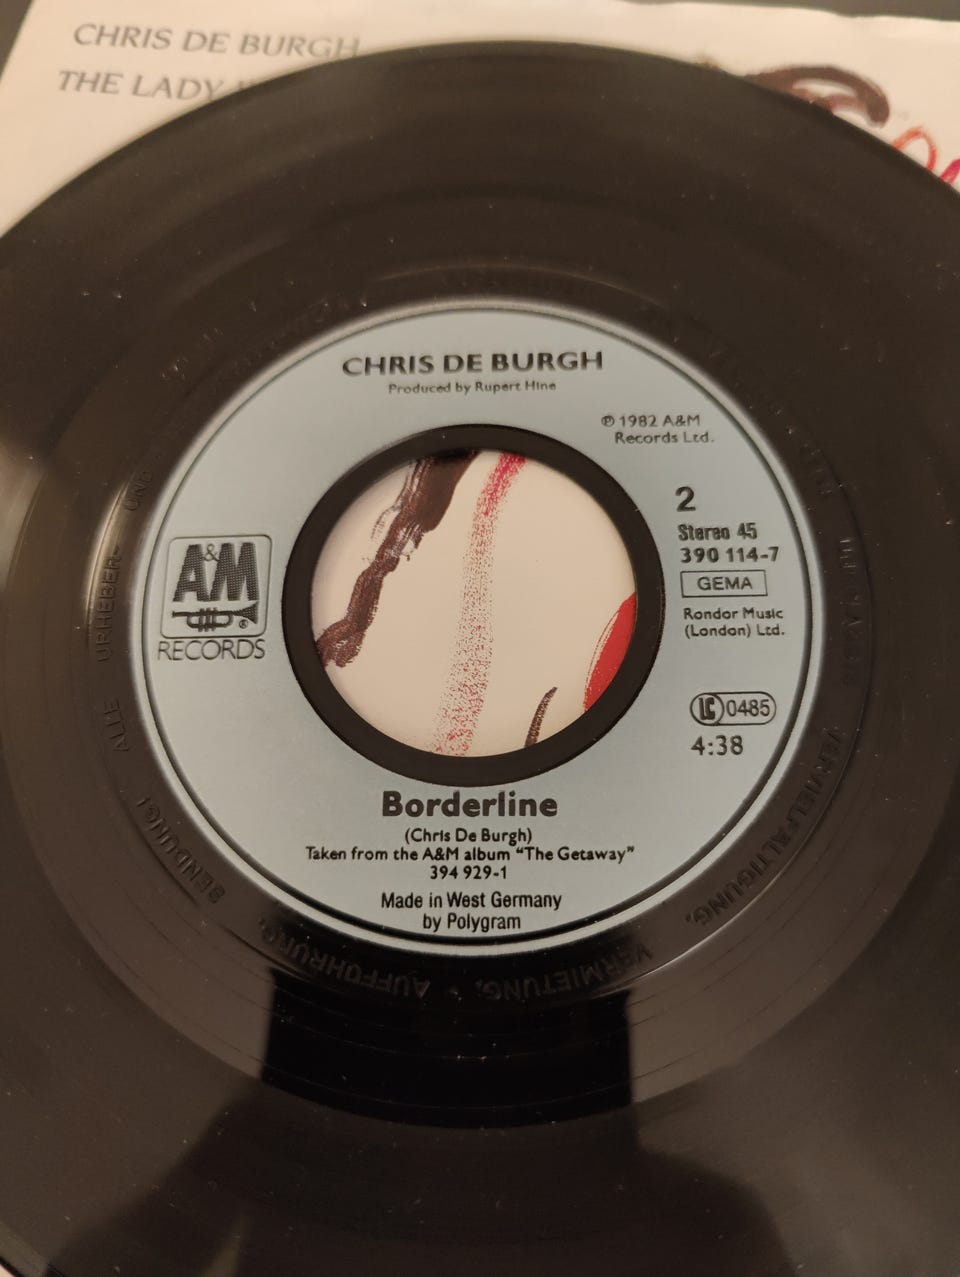 CHRIS DE BURGH
THE LADY
CHRIS DE BURGH
Produced by Rupert Hine
℗ 1982 A&M
Records Ltd.
2
Stereo 45
390 114-7
GEMA
Rondor Music
(London) Ltd.
LC 0485
4:38
A&M
®
RECORDS
Borderline
(Chris De Burgh)
Taken from the A&M album “The Getaway”
394 929-1
Made in West Germany
by Polygram
ALLE URHEBER-
UND
VERVIELFÄLTIGUNG,
VERMIETUNG,
AUFFÜHRUNG,
SENDUNG!